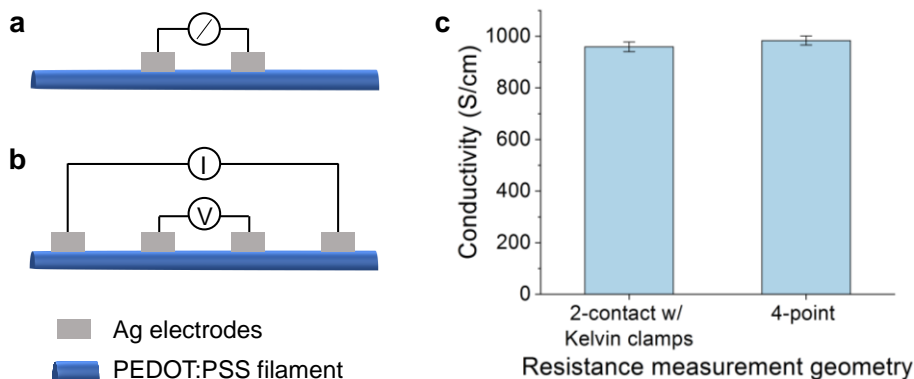 a
b
I
V
Ag electrodes
PEDOT:PSS filament
c
Conductivity (S/cm)
1000
800
600
400
200
0
2-contact w/
Kelvin clamps
4-point
Resistance measurement geometry